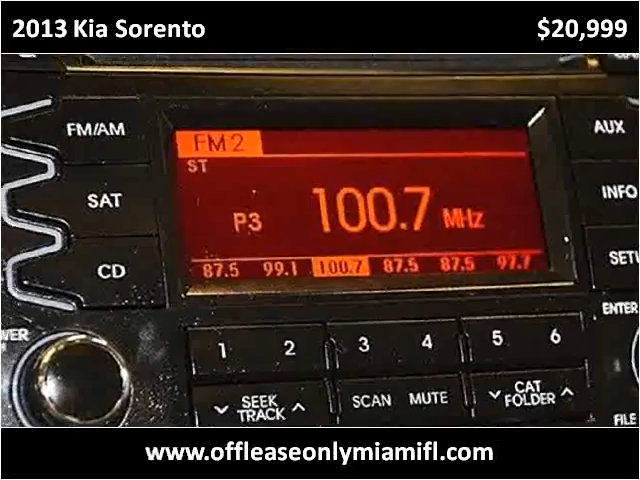 2013 Kia Sorento $20,999
FM/AM
FM2
AUX
ST
SAT
P3 100.7 MHz
INFO
CD
87.5 99.1 100.7 87.5 87.5 97.7
SETU
ENTER
1 2 3 4 5 6
SEEK
TRACK
SCAN MUTE
CAT
FOLDER
FILE
www.offleaseonlymiamifl.com